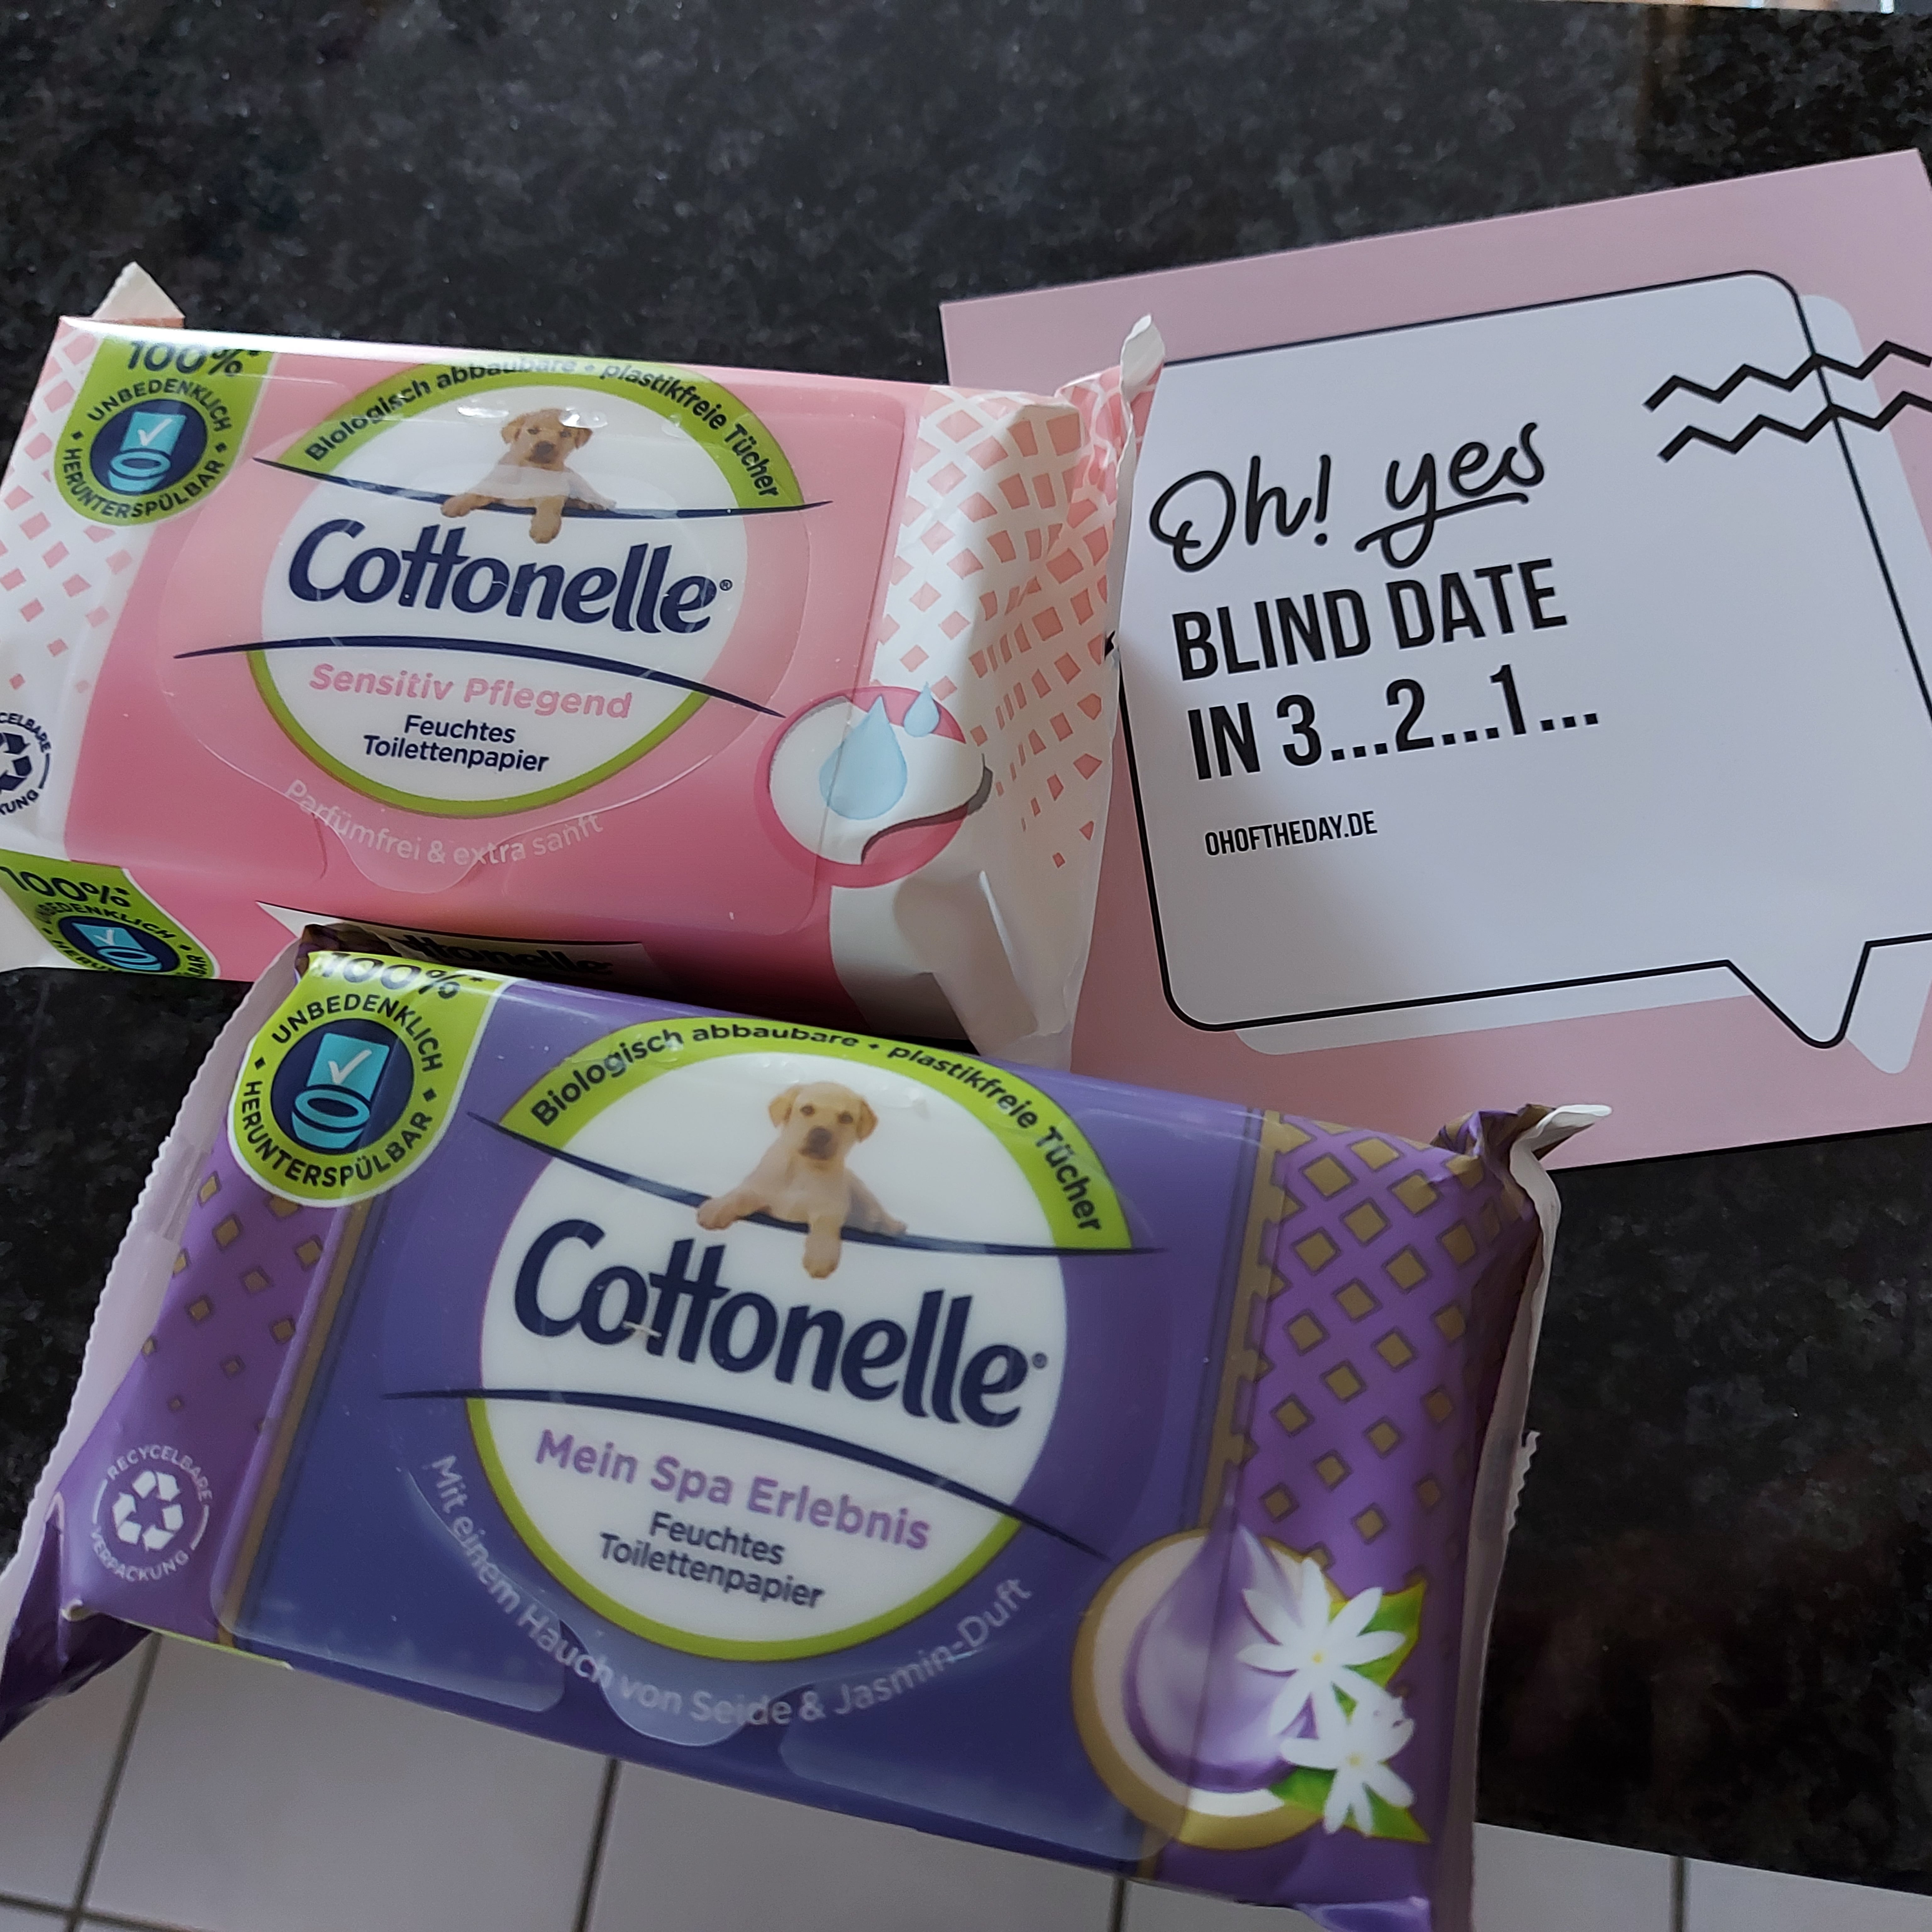 100%*
UNBEDENKLICH
HERUNTERSPÜLBAR
Biologisch abbaubare • plastikfreie Tücher
Cottonelle®
Sensitiv Pflegend
Feuchtes
Toilettenpapier
Parfümfrei & extra sanft
100%*
HERUNTERSPÜLBAR
Oh! yes
BLIND DATE
IN 3...2...1...
OHOFTHEDAY.DE
100%*
UNBEDENKLICH
HERUNTERSPÜLBAR
Biologisch abbaubare • plastikfreie Tücher
Cottonelle®
Mein Spa Erlebnis
Feuchtes
Toilettenpapier
Mit einem Hauch von Seide & Jasmin-Duft
RECYCELBARE
VERPACKUNG